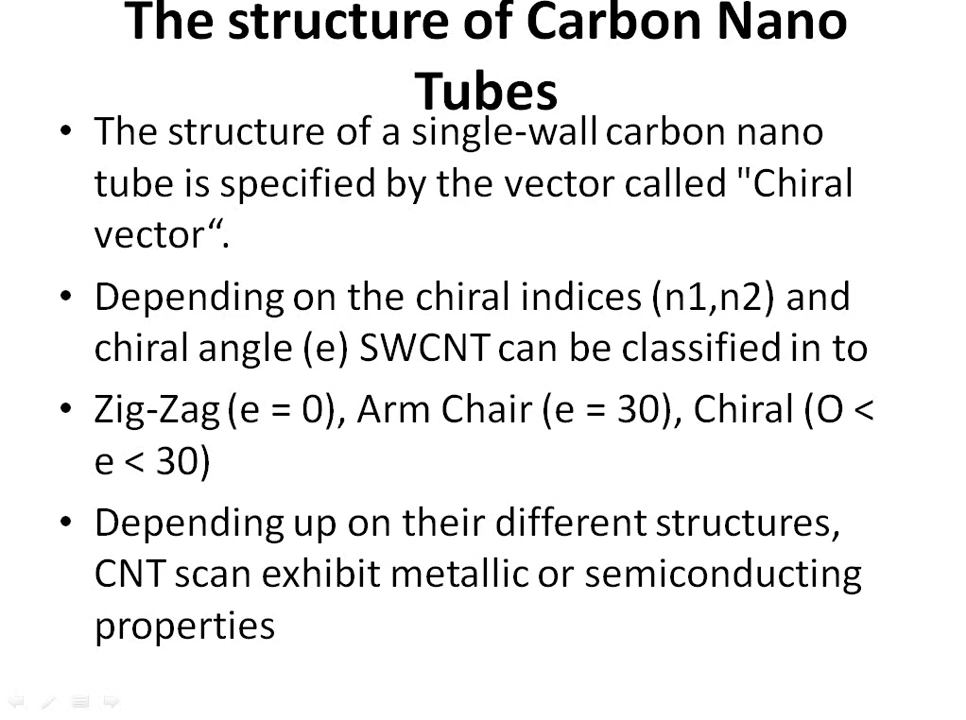 The structure of Carbon Nano
Tubes
• The structure of a single-wall carbon nano
tube is specified by the vector called "Chiral
vector“.
• Depending on the chiral indices (n1,n2) and
chiral angle (e) SWCNT can be classified in to
• Zig-Zag (e = 0), Arm Chair (e = 30), Chiral (O <
e < 30)
• Depending up on their different structures,
CNT scan exhibit metallic or semiconducting
properties